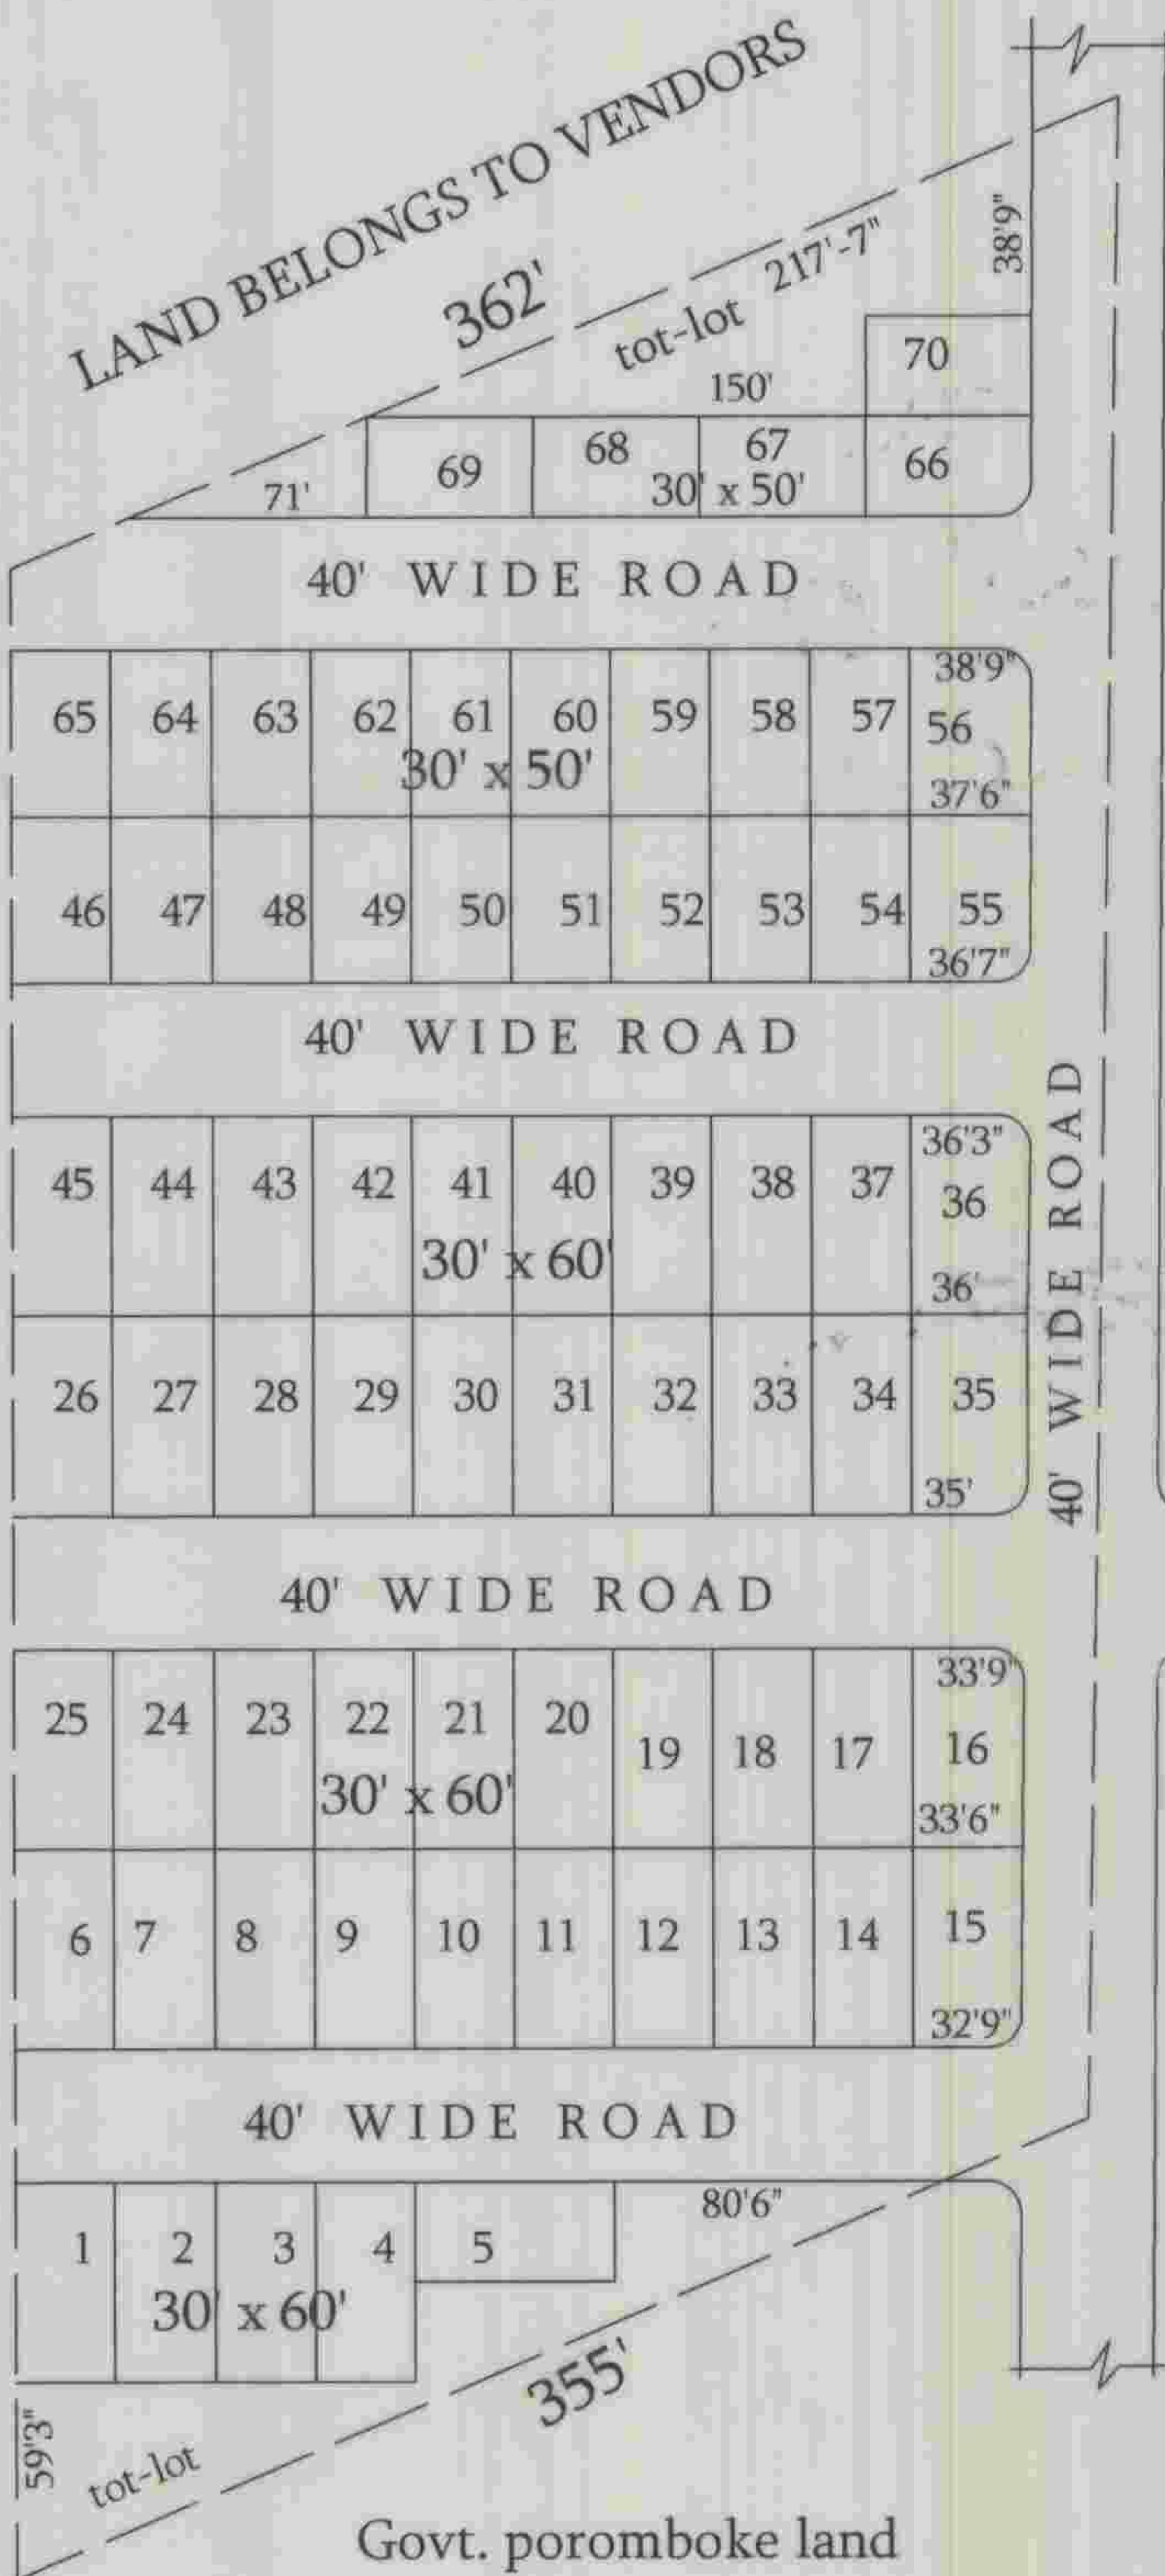 LAND BELONGS TO VENDORS
362'
217'-7"
38'9"
tot-lot
150'
70
69 68 67 66
30' x 50'
71'
40' WIDE ROAD
38'9"
65 64 63 62 61 60 59 58 57 56
30' x 50'
37'6"
46 47 48 49 50 51 52 53 54 55
36'7"
40' WIDE ROAD
40' WIDE ROAD
36'3"
45 44 43 42 41 40 39 38 37 36
30' x 60'
36'
26 27 28 29 30 31 32 33 34 35
35'
40' WIDE ROAD
33'9"
25 24 23 22 21 20 19 18 17 16
30' x 60'
33'6"
6 7 8 9 10 11 12 13 14 15
32'9"
40' WIDE ROAD
80'6"
1 2 3 4 5
30' x 60'
355'
59'3"
tot-lot
Govt. poromboke land